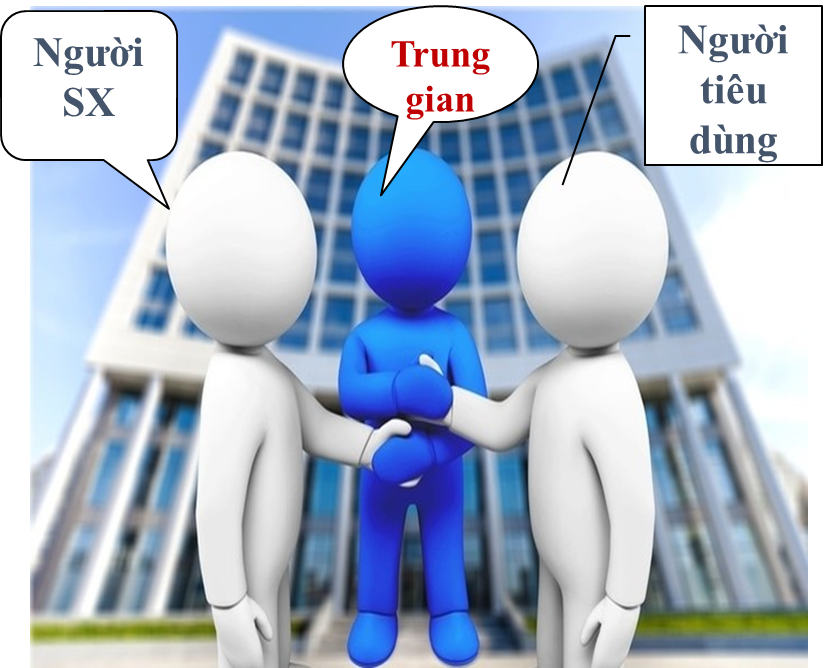 Người
SX
Trung
gian
Người
tiêu
dùng